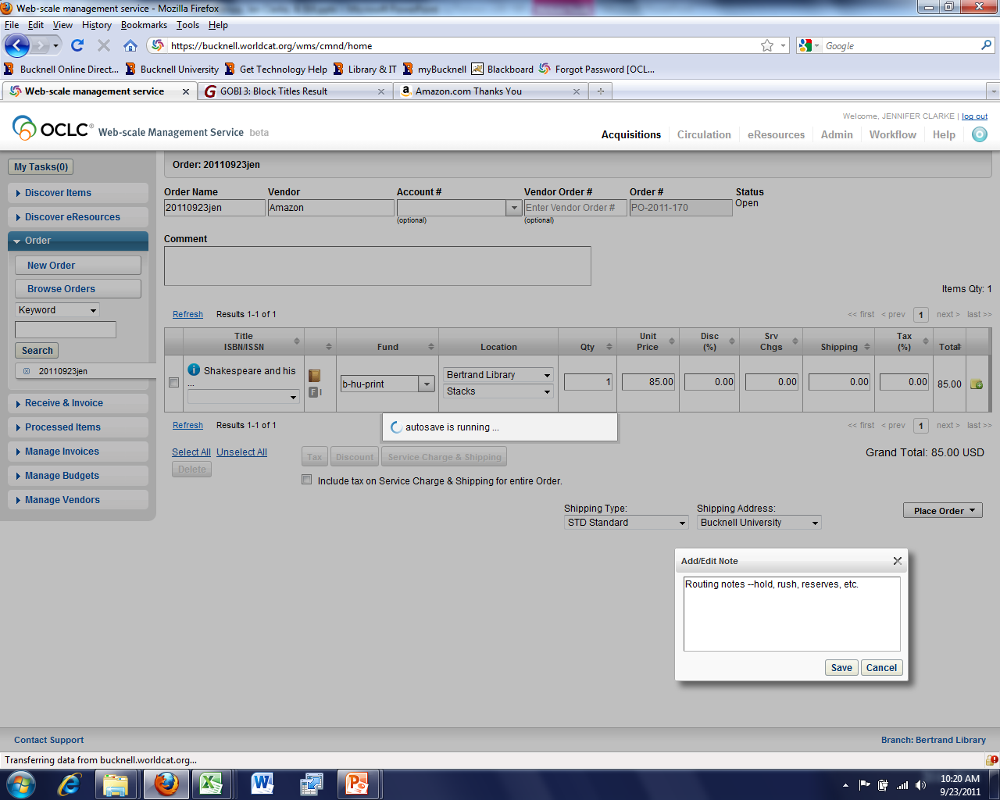 Web-scale management service - Mozilla Firefox
File Edit View History Bookmarks Tools Help
https://bucknell.worldcat.org/wms/cmnd/home
Google
Bucknell Online Direct... Bucknell University Get Technology Help Library & IT myBucknell Blackboard Forgot Password [OCL...
Web-scale management service GOBI 3: Block Titles Result Amazon.com Thanks You
Welcome, JENNIFER CLARKE | log out
OCLC® Web-scale Management Service beta
Acquisitions Circulation eResources Admin Workflow Help
My Tasks(0)
Discover Items
Discover eResources
Order
New Order
Browse Orders
Keyword
Search
20110923jen
Receive & Invoice
Processed Items
Manage Invoices
Manage Budgets
Manage Vendors
Order: 20110923jen
Order Name Vendor Account # Vendor Order # Order # Status
20110923jen Amazon Enter Vendor Order # PO-2011-170 Open
(optional) (optional)
Comment
Items Qty: 1
Refresh Results 1-1 of 1 << first < prev 1 next > last >>
Title ISBN/ISSN Fund Location Qty Unit Price Disc (%) Srv Chgs Shipping Tax (%) Total
Shakespeare and his ...
F
b-hu-print
Bertrand Library
Stacks
1 85.00 0.00 0.00 0.00 0.00 85.00
Refresh Results 1-1 of 1 << first < prev 1 next > last >>
autosave is running ...
Select All Unselect All
Delete
Tax Discount Service Charge & Shipping
Grand Total: 85.00 USD
Include tax on Service Charge & Shipping for entire Order.
Shipping Type: Shipping Address:
STD Standard Bucknell University
Place Order
Add/Edit Note
Routing notes --hold, rush, reserves, etc.
Save Cancel
Contact Support Branch: Bertrand Library
Transferring data from bucknell.worldcat.org...
10:20 AM
9/23/2011